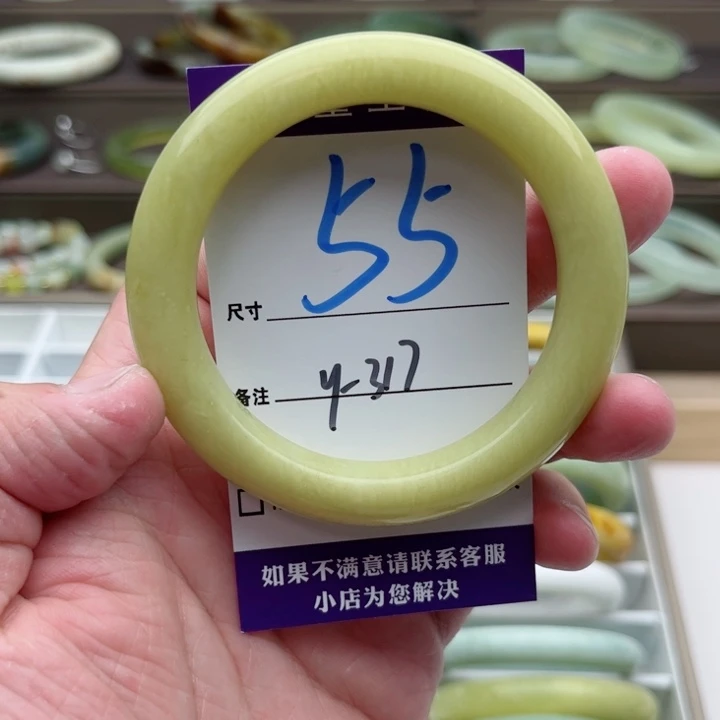 55
尺寸
y-317
备注
如果不满意请联系客服
小店为您解决